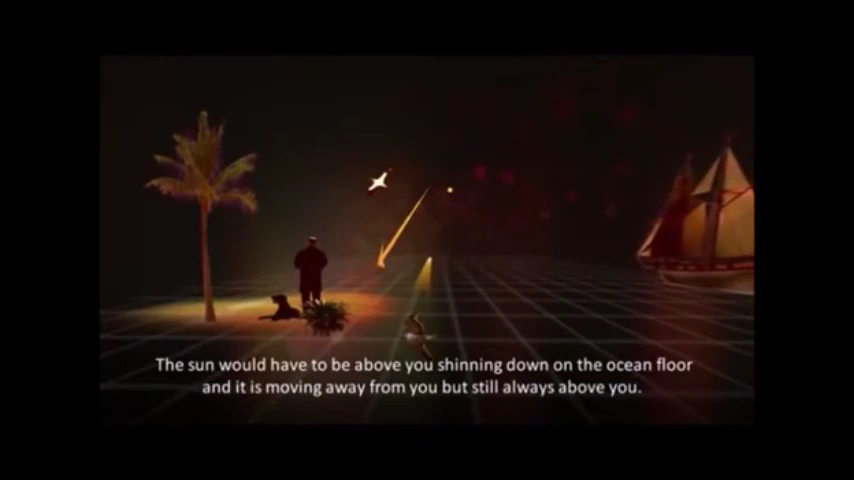 The sun would have to be above you shinning down on the ocean floor
and it is moving away from you but still always above you.